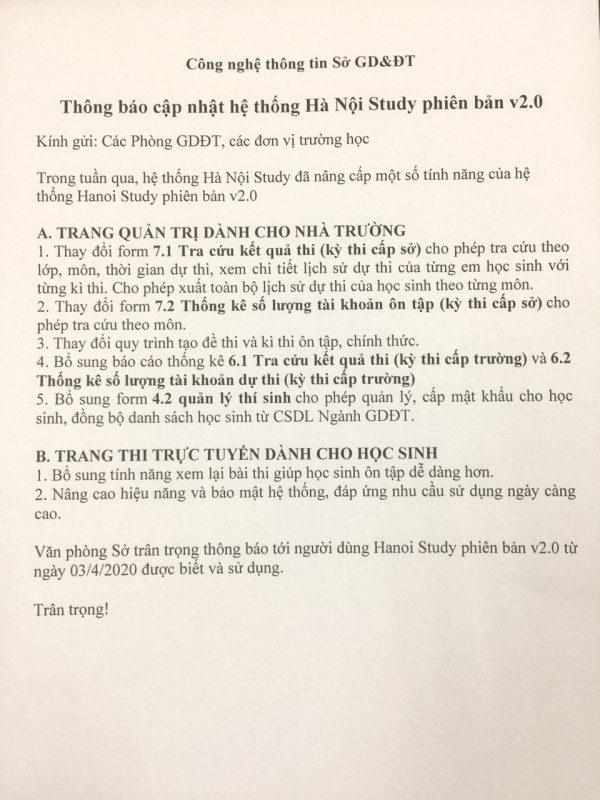 Công nghệ thông tin Sở GD&ĐT
Thông báo cập nhật hệ thống Hà Nội Study phiên bản v2.0
Kính gửi: Các Phòng GDĐT, các đơn vị trường học
Trong tuần qua, hệ thống Hà Nội Study đã nâng cấp một số tính năng của hệ
thống Hanoi Study phiên bản v2.0
A. TRANG QUẢN TRỊ DÀNH CHO NHÀ TRƯỜNG
1. Thay đổi form 7.1 Tra cứu kết quả thi (kỳ thi cấp sở) cho phép tra cứu theo
lớp, môn, thời gian dự thi, xem chi tiết lịch sử dự thi của từng em học sinh với
từng kì thi. Cho phép xuất toàn bộ lịch sử dự thi của học sinh theo từng môn.
2. Thay đổi form 7.2 Thống kê số lượng tài khoản ôn tập (kỳ thi cấp sở) cho
phép tra cứu theo môn.
3. Thay đổi quy trình tạo đề thi và kì thi ôn tập, chính thức.
4. Bổ sung báo cáo thống kê 6.1 Tra cứu kết quả thi (kỳ thi cấp trường) và 6.2
Thống kê số lượng tài khoản dự thi (kỳ thi cấp trường)
5. Bổ sung form 4.2 quản lý thí sinh cho phép quản lý, cấp mật khẩu cho học
sinh, đồng bộ danh sách học sinh từ CSDL Ngành GDĐT.
B. TRANG THI TRỰC TUYẾN DÀNH CHO HỌC SINH
1. Bổ sung tính năng xem lại bài thi giúp học sinh ôn tập dễ dàng hơn.
2. Nâng cao hiệu năng và bảo mật hệ thống, đáp ứng nhu cầu sử dụng ngày càng
cao.
Văn phòng Sở trân trọng thông báo tới người dùng Hanoi Study phiên bản v2.0 từ
ngày 03/4/2020 được biết và sử dụng.
Trân trọng!